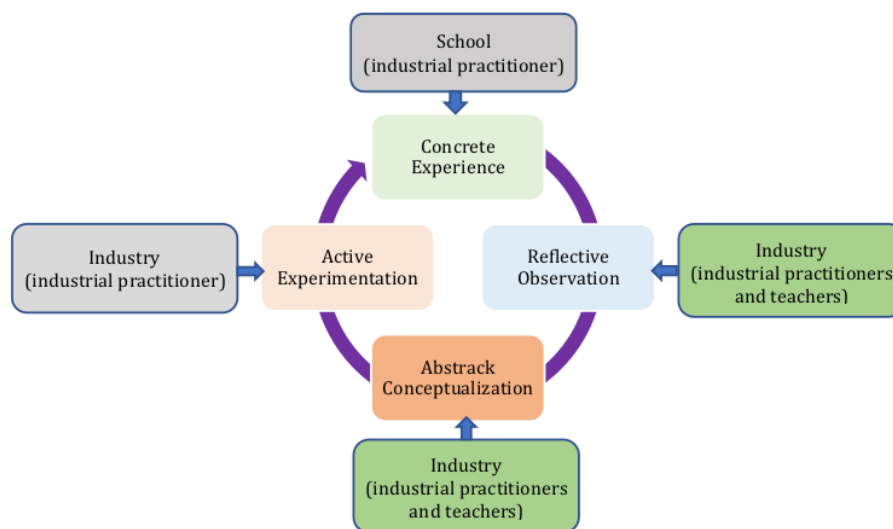 School
(industrial practitioner)
Concrete
Experience
Industry
(industrial practitioner)
Active
Experimentation
Reflective
Observation
Industry
(industrial practitioners
and teachers)
Abstrack
Conceptualization
Industry
(industrial practitioners
and teachers)